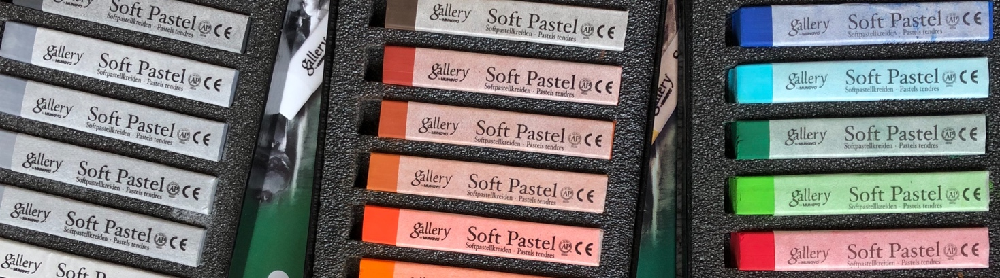 Softpastellkreiden · Pastels tendres AP CE
gallery by MUNGYO Soft Pastel AP CE
Softpastellkreiden · Pastels tendres
gallery by MUNGYO Soft Pastel AP CE
Softpastellkreiden · Pastels tendres
gallery by MUNGYO Soft Pastel AP CE
Softpastellkreiden · Pastels tendres
gallery by MUNGYO Soft Pastel AP CE
Softpastellkreiden · Pastels tendres
gallery Soft Pastel
gallery
gallery by MUNGYO Soft Pastel AP CE
Softpastellkreiden · Pastels tendres
gallery by MUNGYO Soft Pastel AP CE
Softpastellkreiden · Pastels tendres
gallery by MUNGYO Soft Pastel AP CE
Softpastellkreiden · Pastels tendres
gallery by MUNGYO Soft Pastel AP CE
Softpastellkreiden · Pastels tendres
gallery by MUNGYO Soft Pastel AP CE
Softpastellkreiden · Pastels tendres
gallery
gallery by MUNGYO Soft Pastel AP CE
Softpastellkreiden · Pastels tendres
gallery by MUNGYO Soft Pastel AP CE
Softpastellkreiden · Pastels tendres
gallery by MUNGYO Soft Pastel AP CE
Softpastellkreiden · Pastels tendres
gallery by MUNGYO Soft Pastel AP CE
Softpastellkreiden · Pastels tendres
gallery by MUNGYO Soft Pastel AP CE
Softpastellkreiden · Pastels tendres